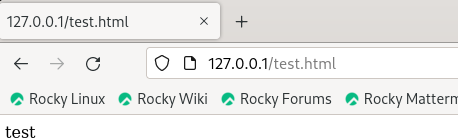 127.0.0.1/test.html
127.0.0.1/test.html
Rocky Linux Rocky Wiki Rocky Forums Rocky Matterm
test